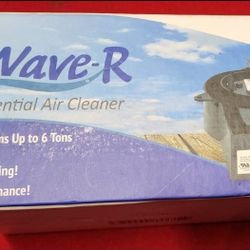 Wave-R
ential Air Cleaner
ns Up to 6 Tons
ing!
nance!